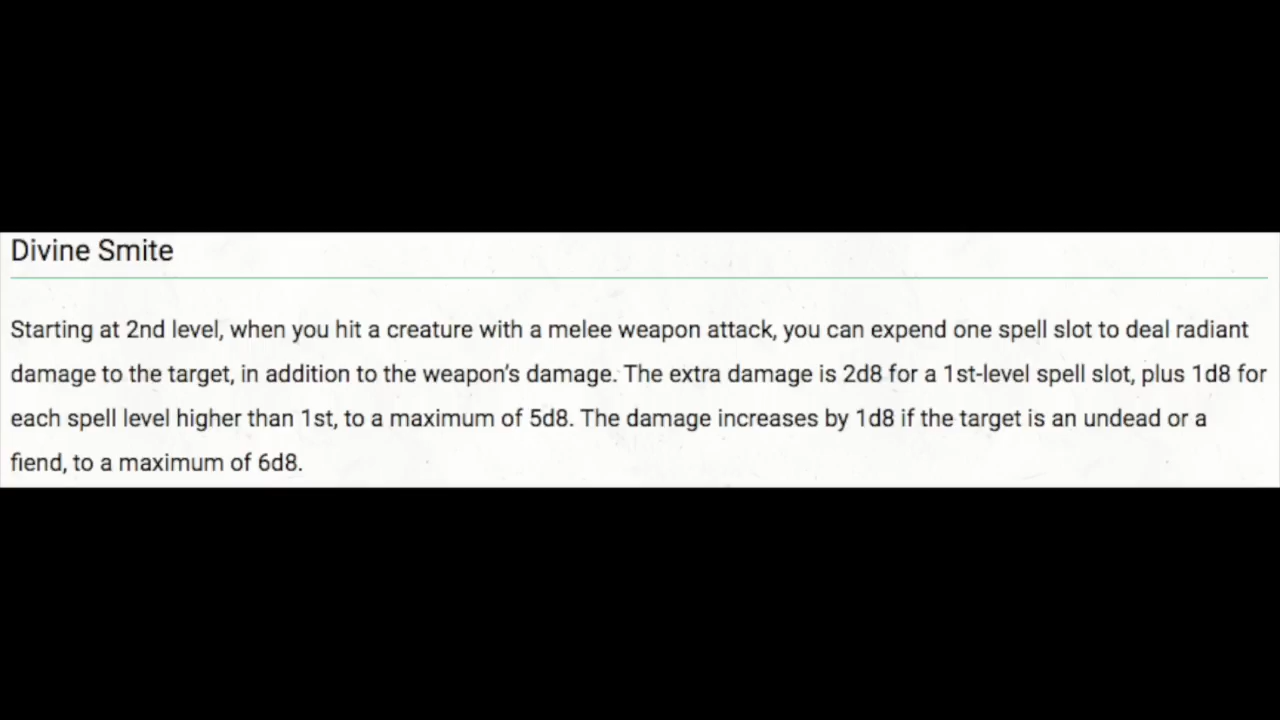 Divine Smite
Starting at 2nd level, when you hit a creature with a melee weapon attack, you can expend one spell slot to deal radiant
damage to the target, in addition to the weapon’s damage. The extra damage is 2d8 for a 1st-level spell slot, plus 1d8 for
each spell level higher than 1st, to a maximum of 5d8. The damage increases by 1d8 if the target is an undead or a
fiend, to a maximum of 6d8.